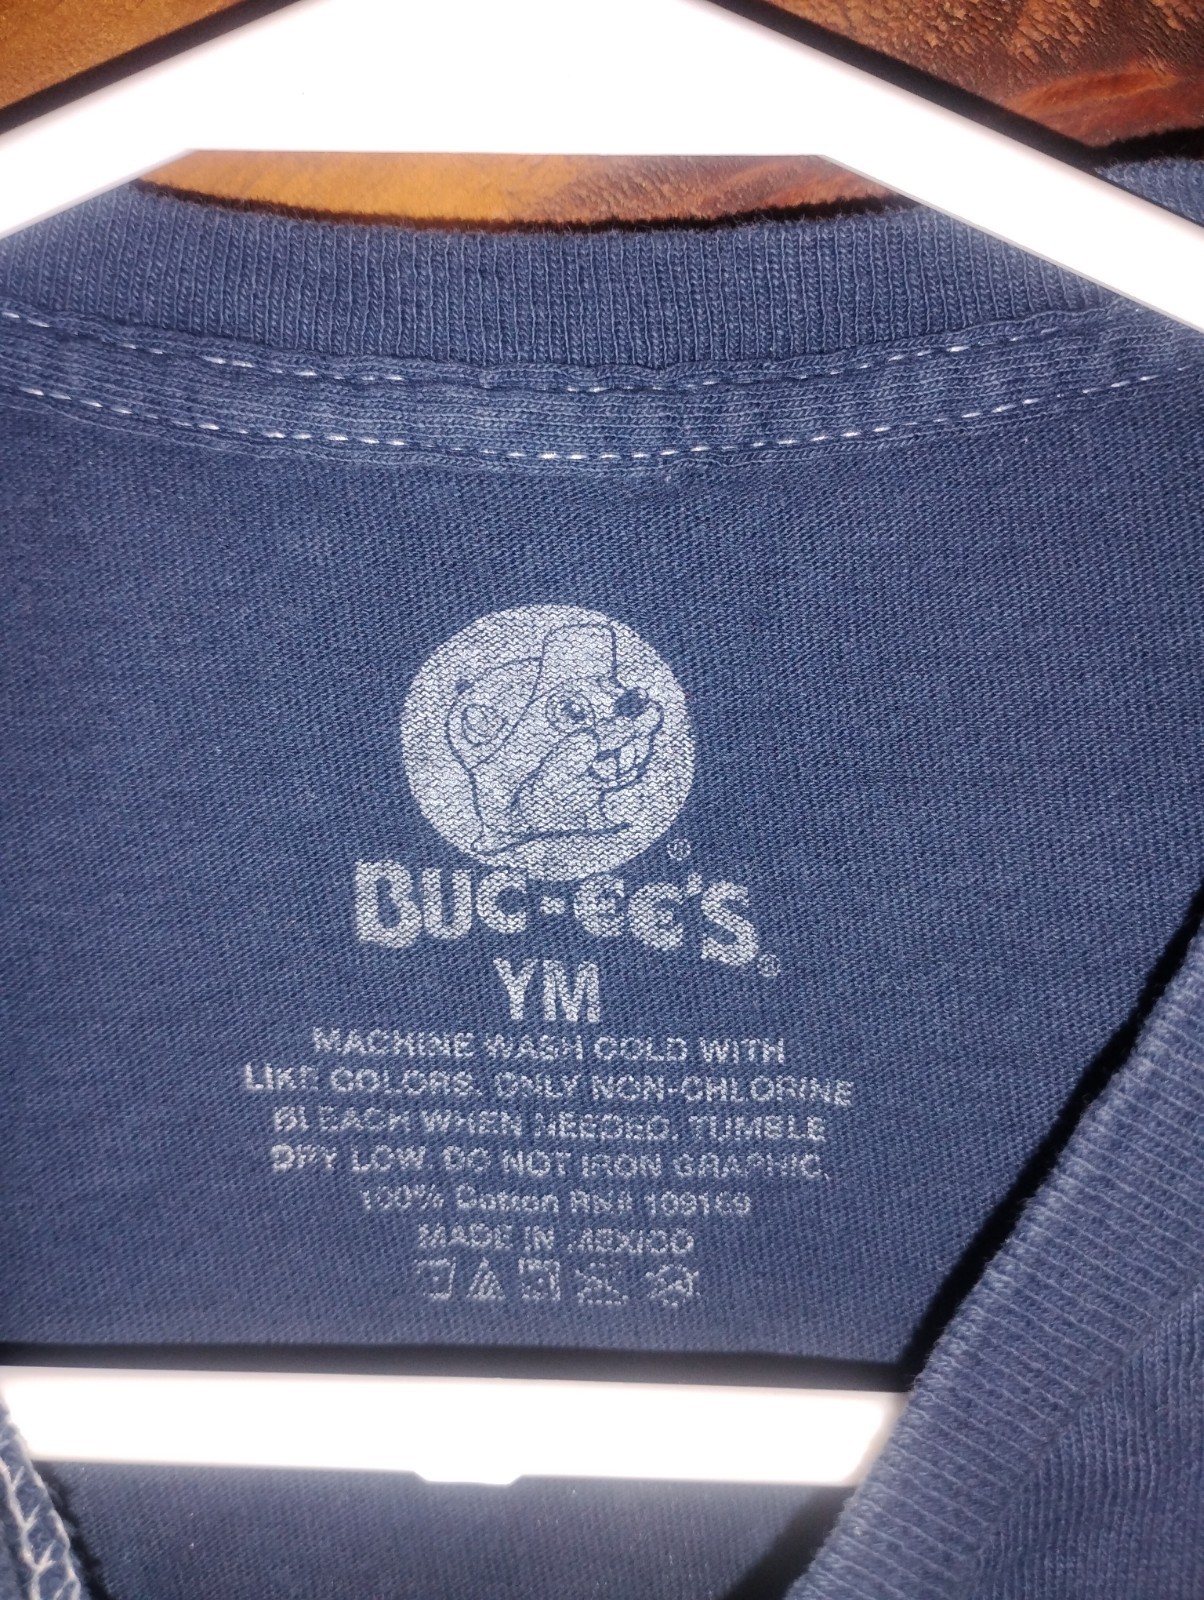 ®
BUC-EE'S®
YM
MACHINE WASH COLD WITH
LIKE COLORS. ONLY NON-CHLORINE
BLEACH WHEN NEEDED. TUMBLE
DRY LOW. DO NOT IRON GRAPHIC.
100% Cotton RN# 109169
MADE IN MEXICO